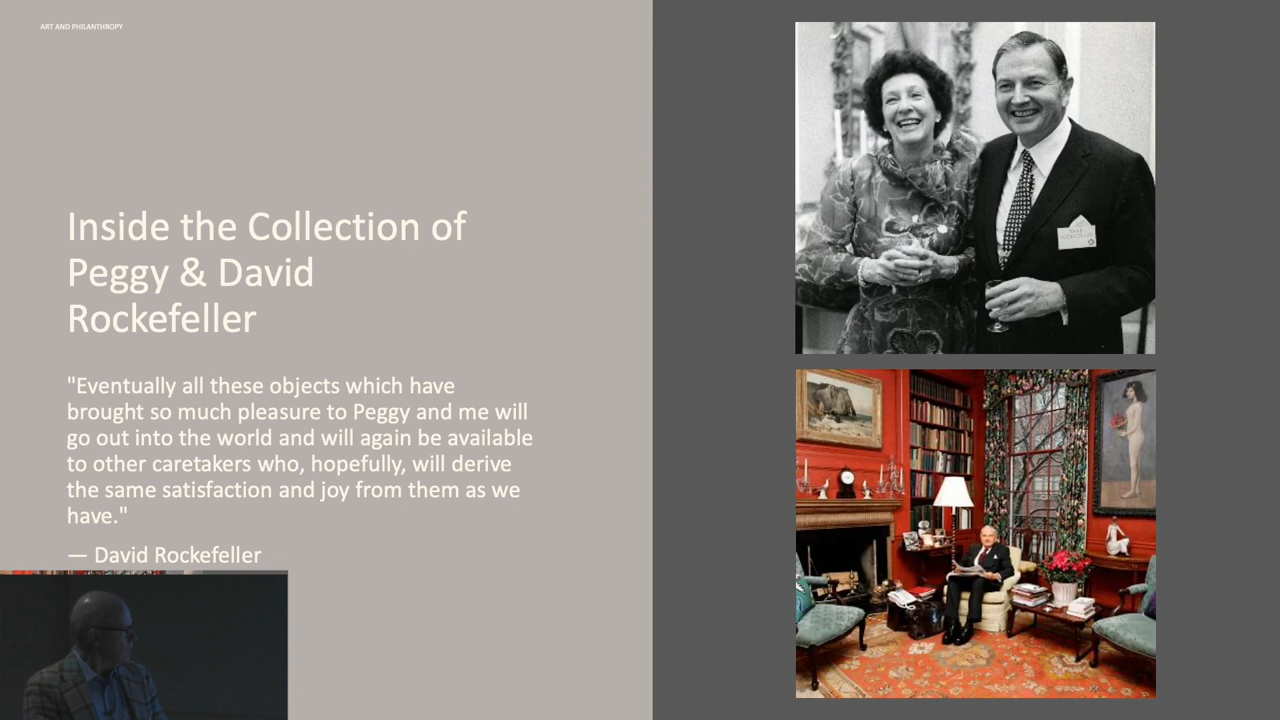 ART AND PHILANTHROPY
Inside the Collection of
Peggy & David
Rockefeller
"Eventually all these objects which have
brought so much pleasure to Peggy and me will
go out into the world and will again be available
to other caretakers who, hopefully, will derive
the same satisfaction and joy from them as we
have."
— David Rockefeller